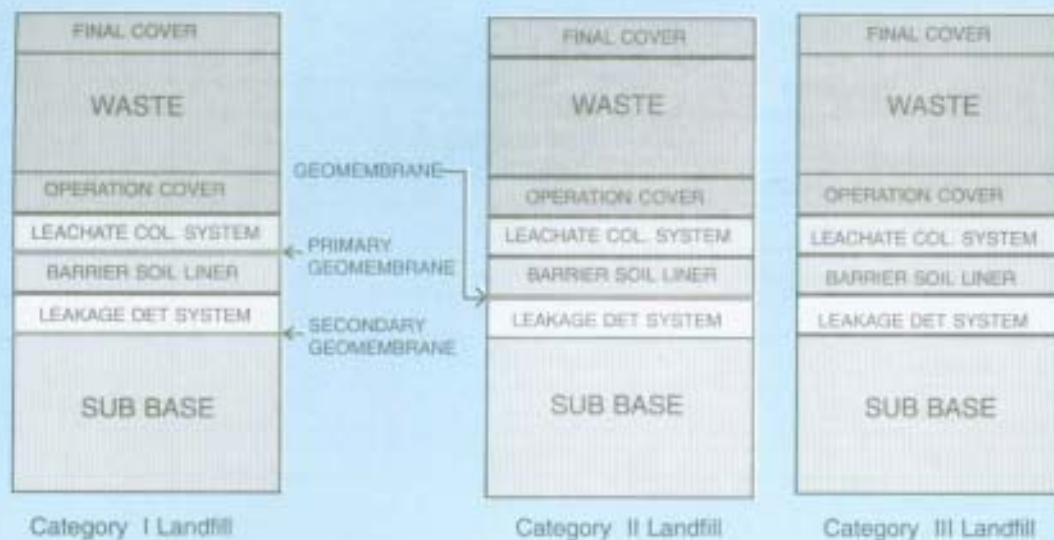 FINAL COVER
WASTE
OPERATION COVER
LEACHATE COL. SYSTEM
BARRIER SOIL LINER
LEAKAGE DET SYSTEM
SUB BASE
Category I Landfill
GEOMEMBRANE
PRIMARY
GEOMEMBRANE
SECONDARY
GEOMEMBRANE
FINAL COVER
WASTE
OPERATION COVER
LEACHATE COL. SYSTEM
BARRIER SOIL LINER
LEAKAGE DET SYSTEM
SUB BASE
Category II Landfill
FINAL COVER
WASTE
OPERATION COVER
LEACHATE COL. SYSTEM
BARRIER SOIL LINER
LEAKAGE DET SYSTEM
SUB BASE
Category III Landfill